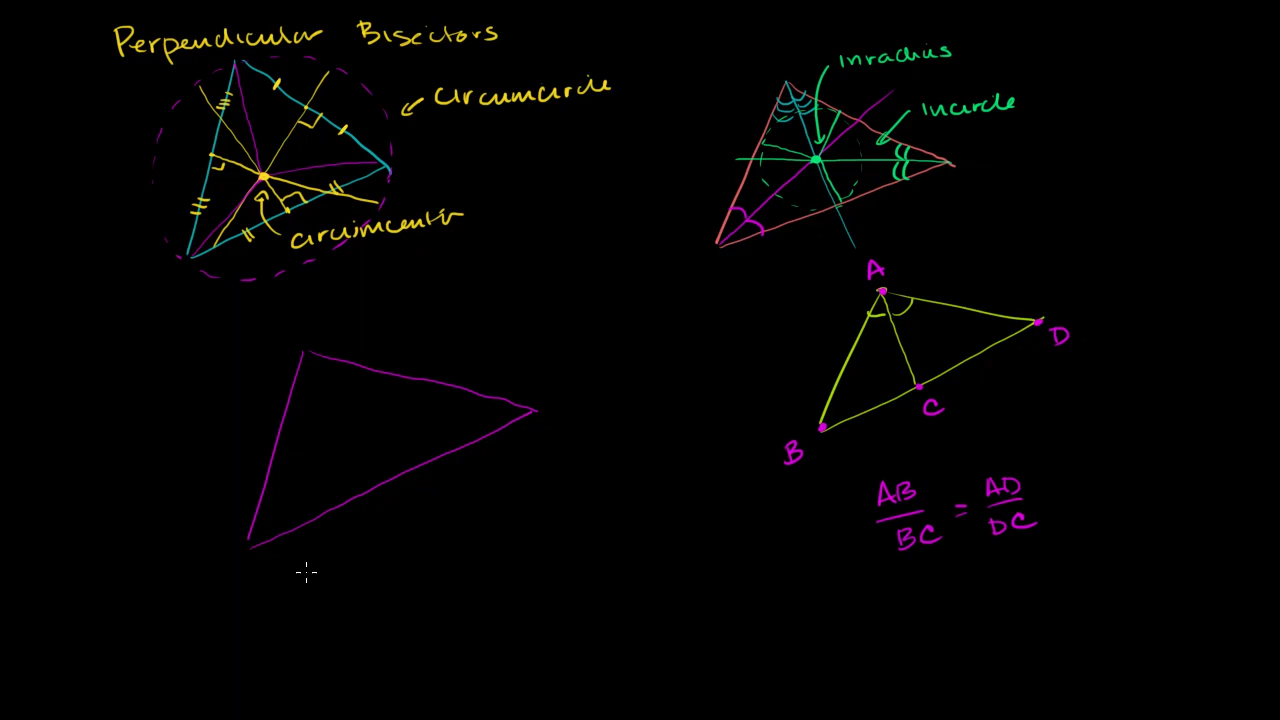 Perpendicular Bisectors
Circumcircle
circumcenter
inradius
Incircle
A
D
C
B
AB/BC = AD/DC